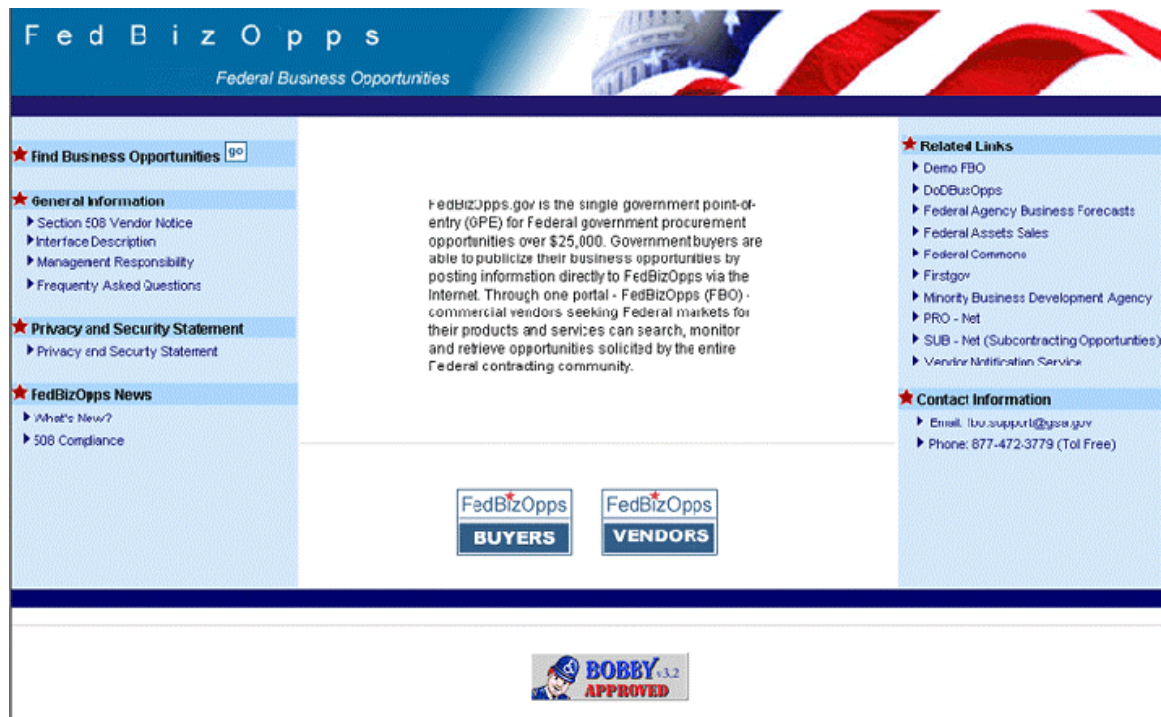 FedBizOpps
Federal Business Opportunities
Find Business Opportunities go
General Information
Section 508 Vendor Notice
Interface Description
Management Responsibility
Frequenty Asked Questions
Privacy and Security Statement
Privacy and Securty Statement
FedBizOpps News
What's New?
508 Compliance
FedBizOpps.gov is the single government point-of-
entry (GPE) for Federal government procurement
opportunities over $25,000. Government buyers are
able to publicize their business opportunities by
posting information directly to FedBizOpps via the
Internet. Through one portal - FedBizOpps (FBO) -
commercial vendors seeking Federal markets for
their products and services can search, monitor
and retrieve opportunities solicited by the entire
Federal contracting community.
FedBizOpps
BUYERS
FedBizOpps
VENDORS
Related Links
Demo FBO
DoDBusOpps
Federal Agency Business Forecasts
Federal Assets Sales
Federal Commons
Firstgov
Minority Business Development Agency
PRO - Net
SUB - Net (Subcontracting Opportunties)
Vendor Notification Service
Contact Information
Email: fbo.support@gsa.gov
Phone: 877-472-3779 (Tol Free)
BOBBY v3.2
APPROVED